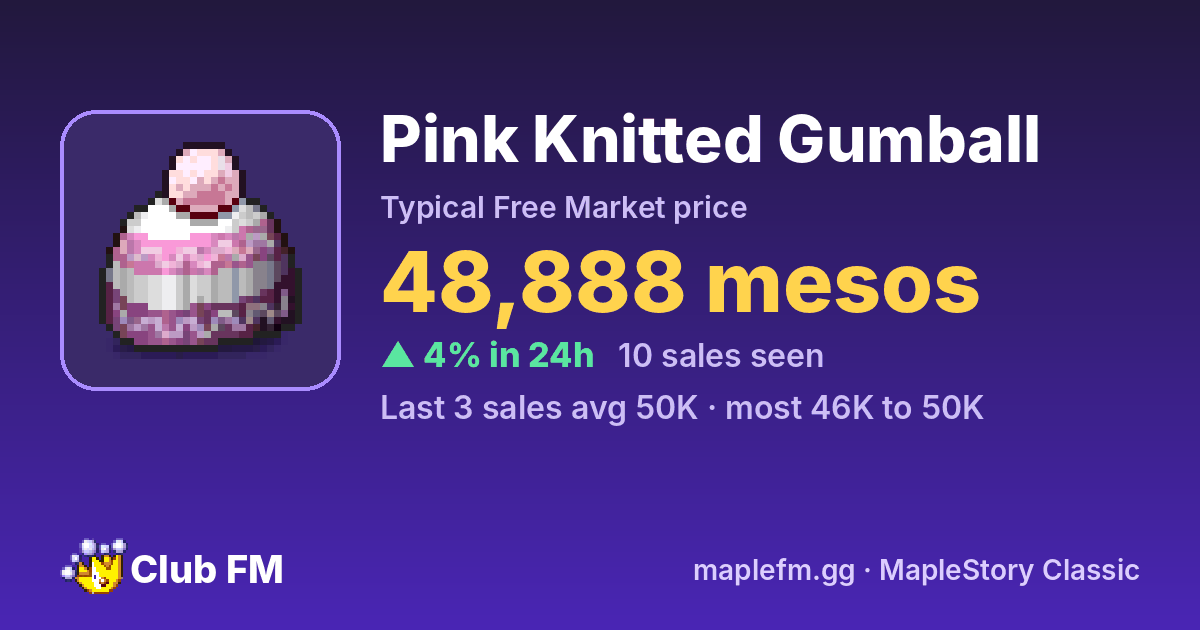 Pink Knitted Gumball
Typical Free Market price
48,888 mesos
▲ 4% in 24h 10 sales seen
Last 3 sales avg 50K · most 46K to 50K
Club FM
maplefm.gg · MapleStory Classic